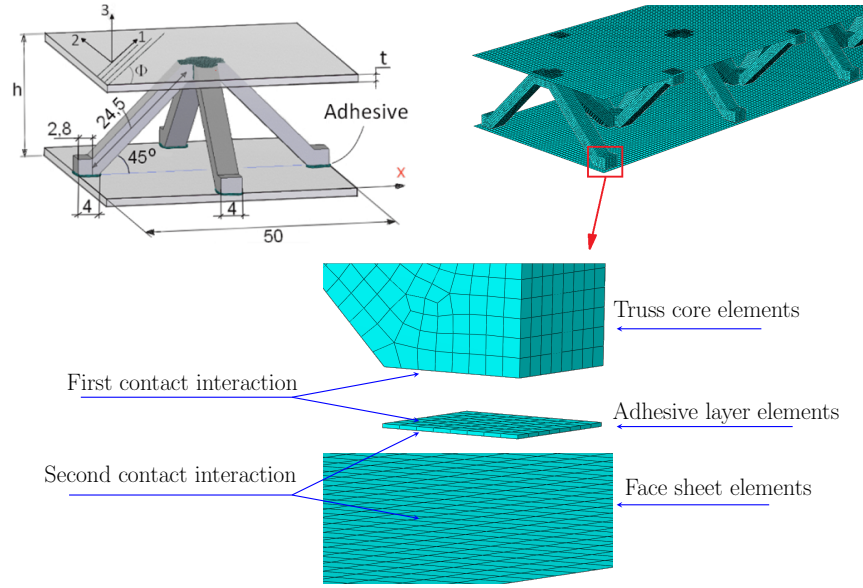 3
2
1
Φ
t
h
24,5
2,8
Adhesive
45°
x
4
4
50
Truss core elements
First contact interaction
Adhesive layer elements
Second contact interaction
Face sheet elements